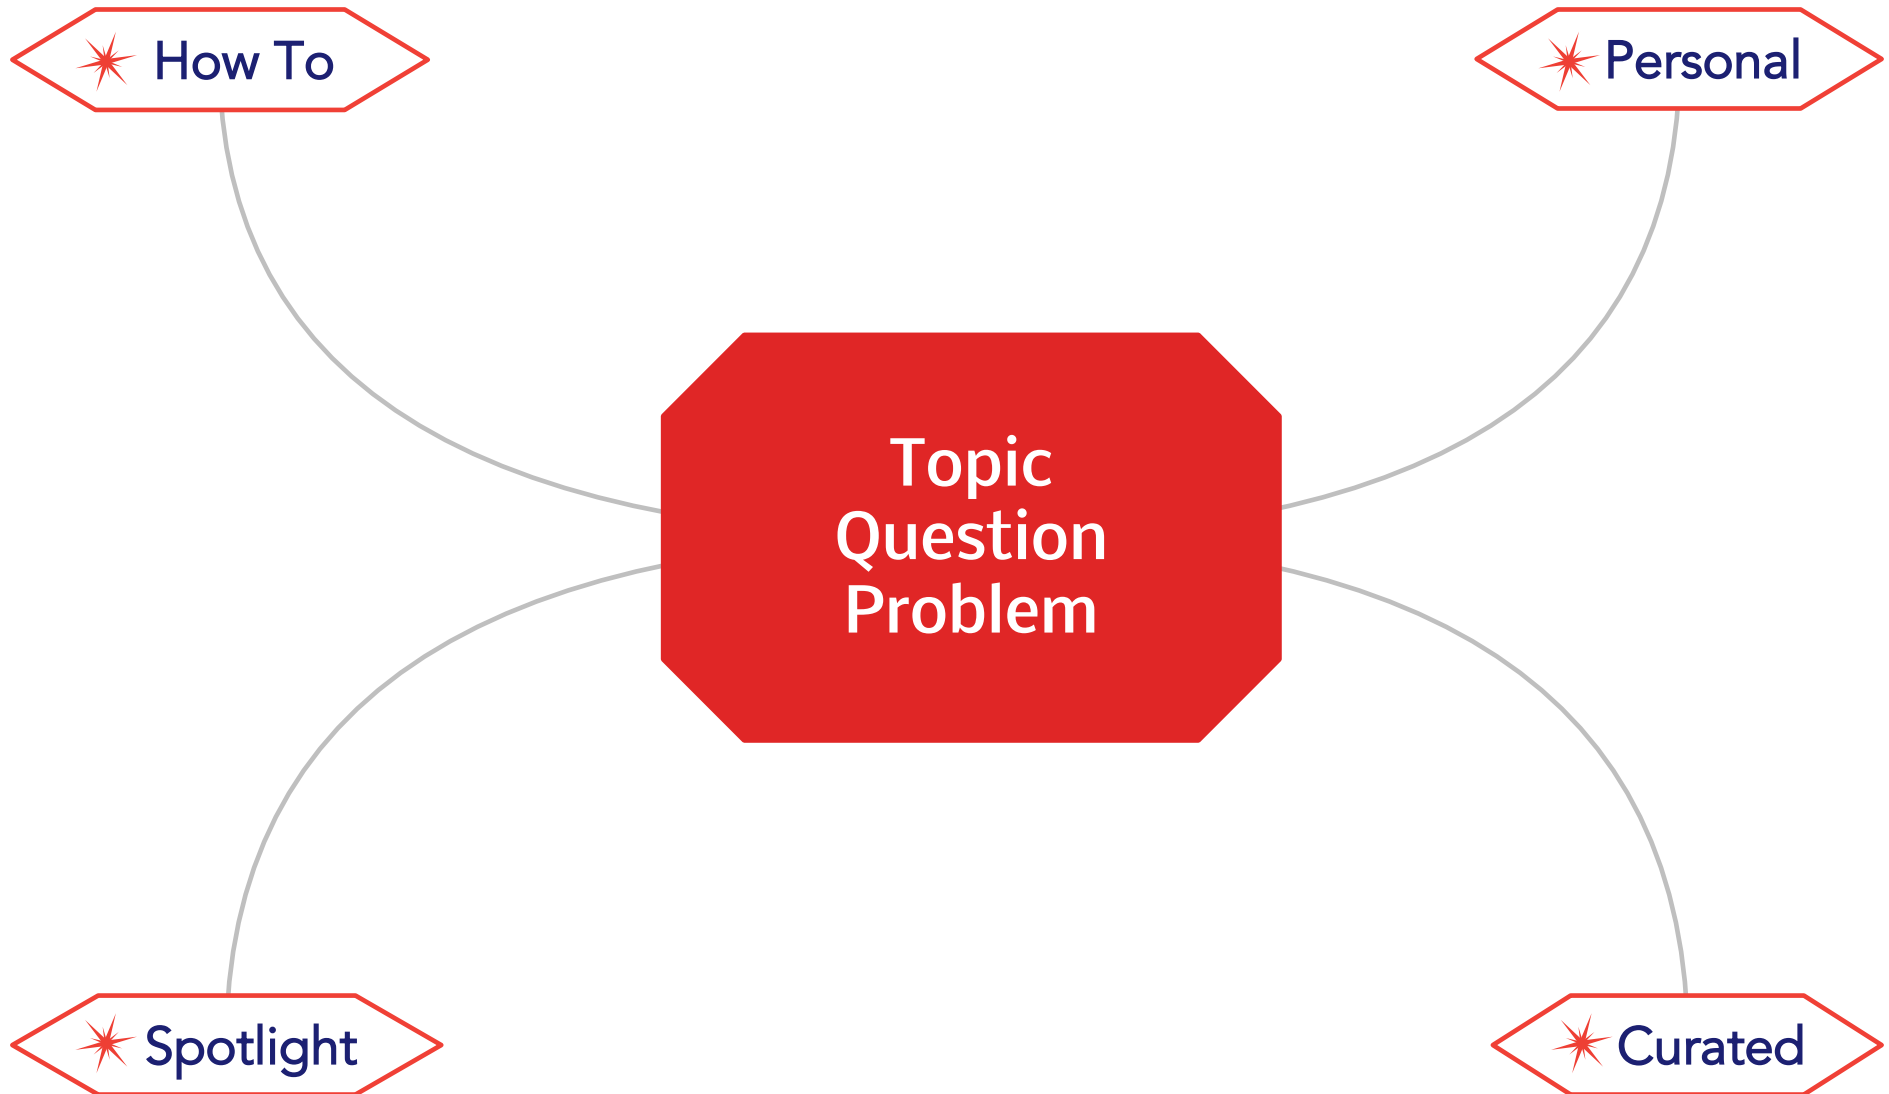 How To
Personal
Topic
Question
Problem
Spotlight
Curated